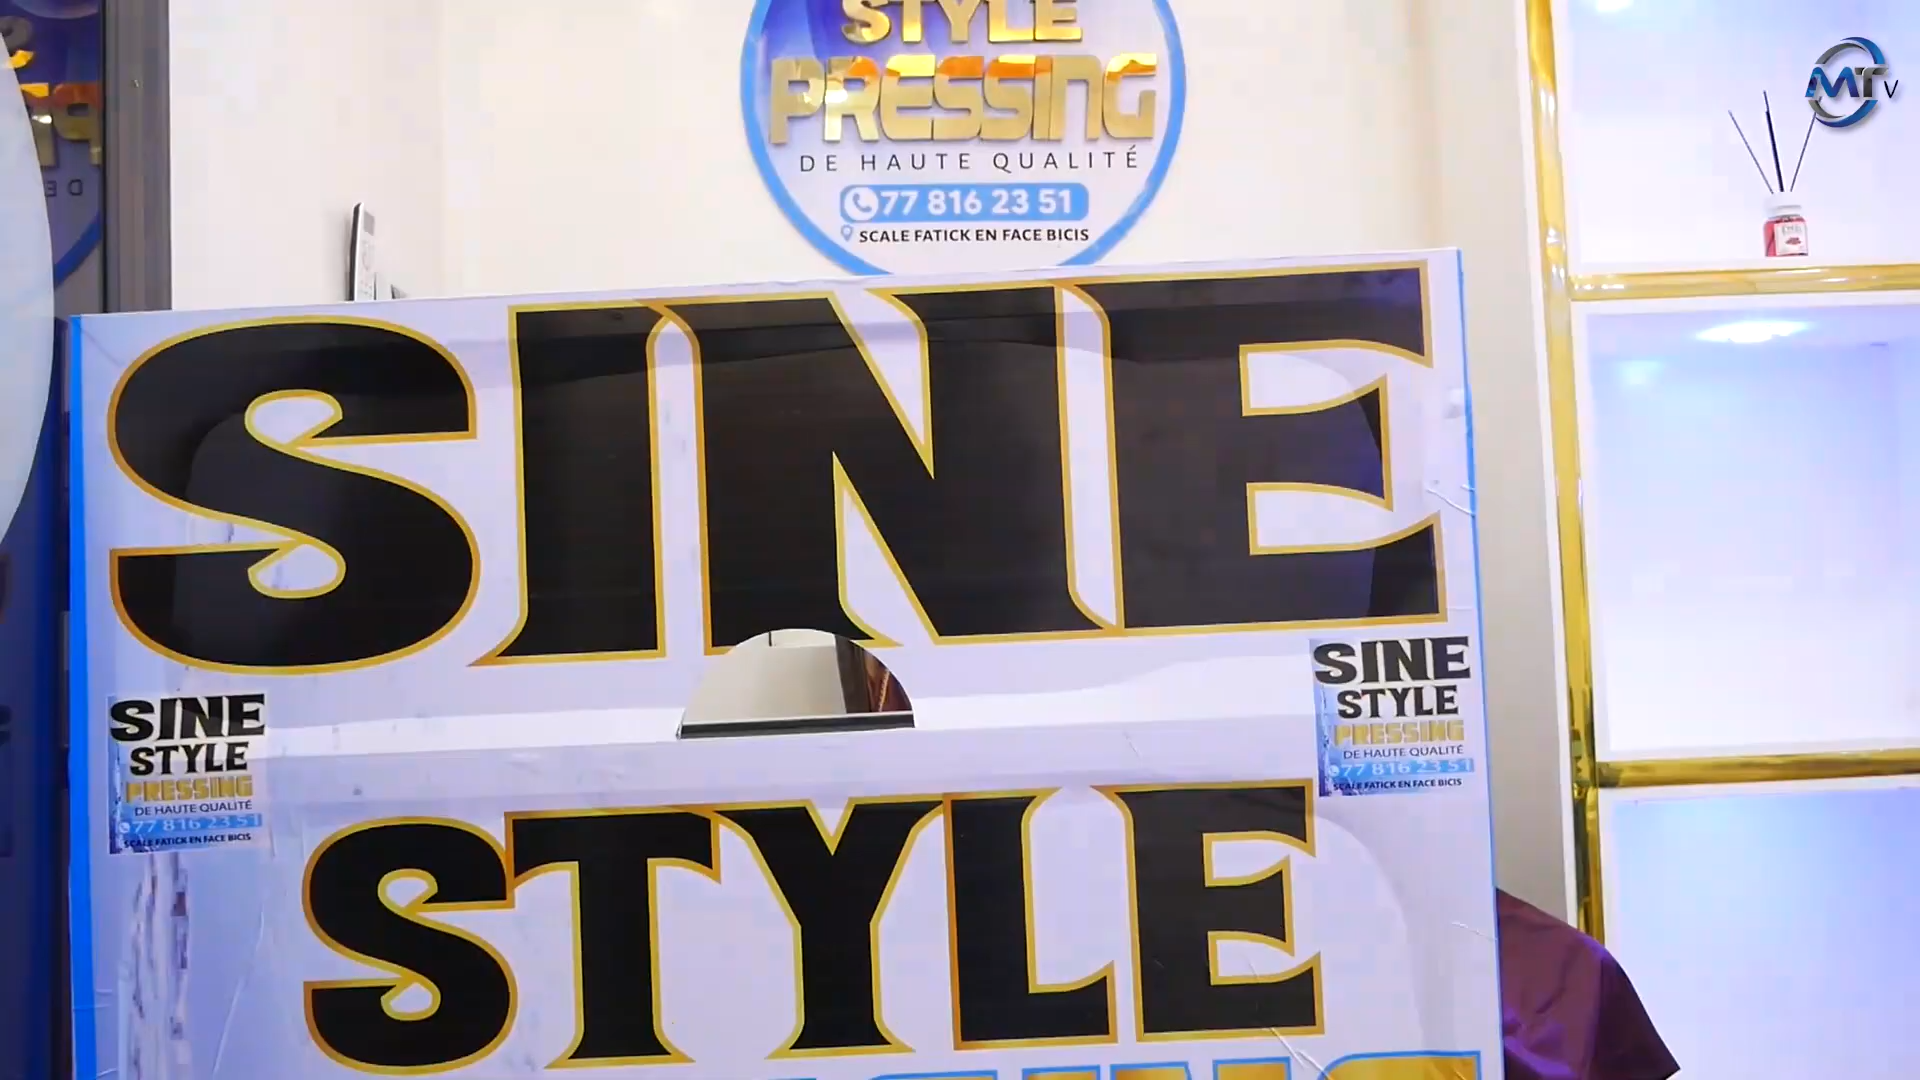 STYLE
PRESSING
DE HAUTE QUALITÉ
77 816 23 51
SCALE FATICK EN FACE BICIS
MTV
SINE
STYLE
SINE
STYLE
PRESSING
DE HAUTE QUALITÉ
77 816 23 51
SCALE FATICK EN FACE BICIS
SINE
STYLE
PRESSING
DE HAUTE QUALITÉ
77 816 23 51
SCALE FATICK EN FACE BICIS